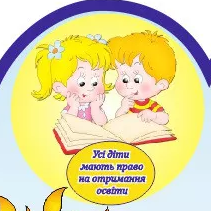 Усі діти
мають право
на отримання
освіти